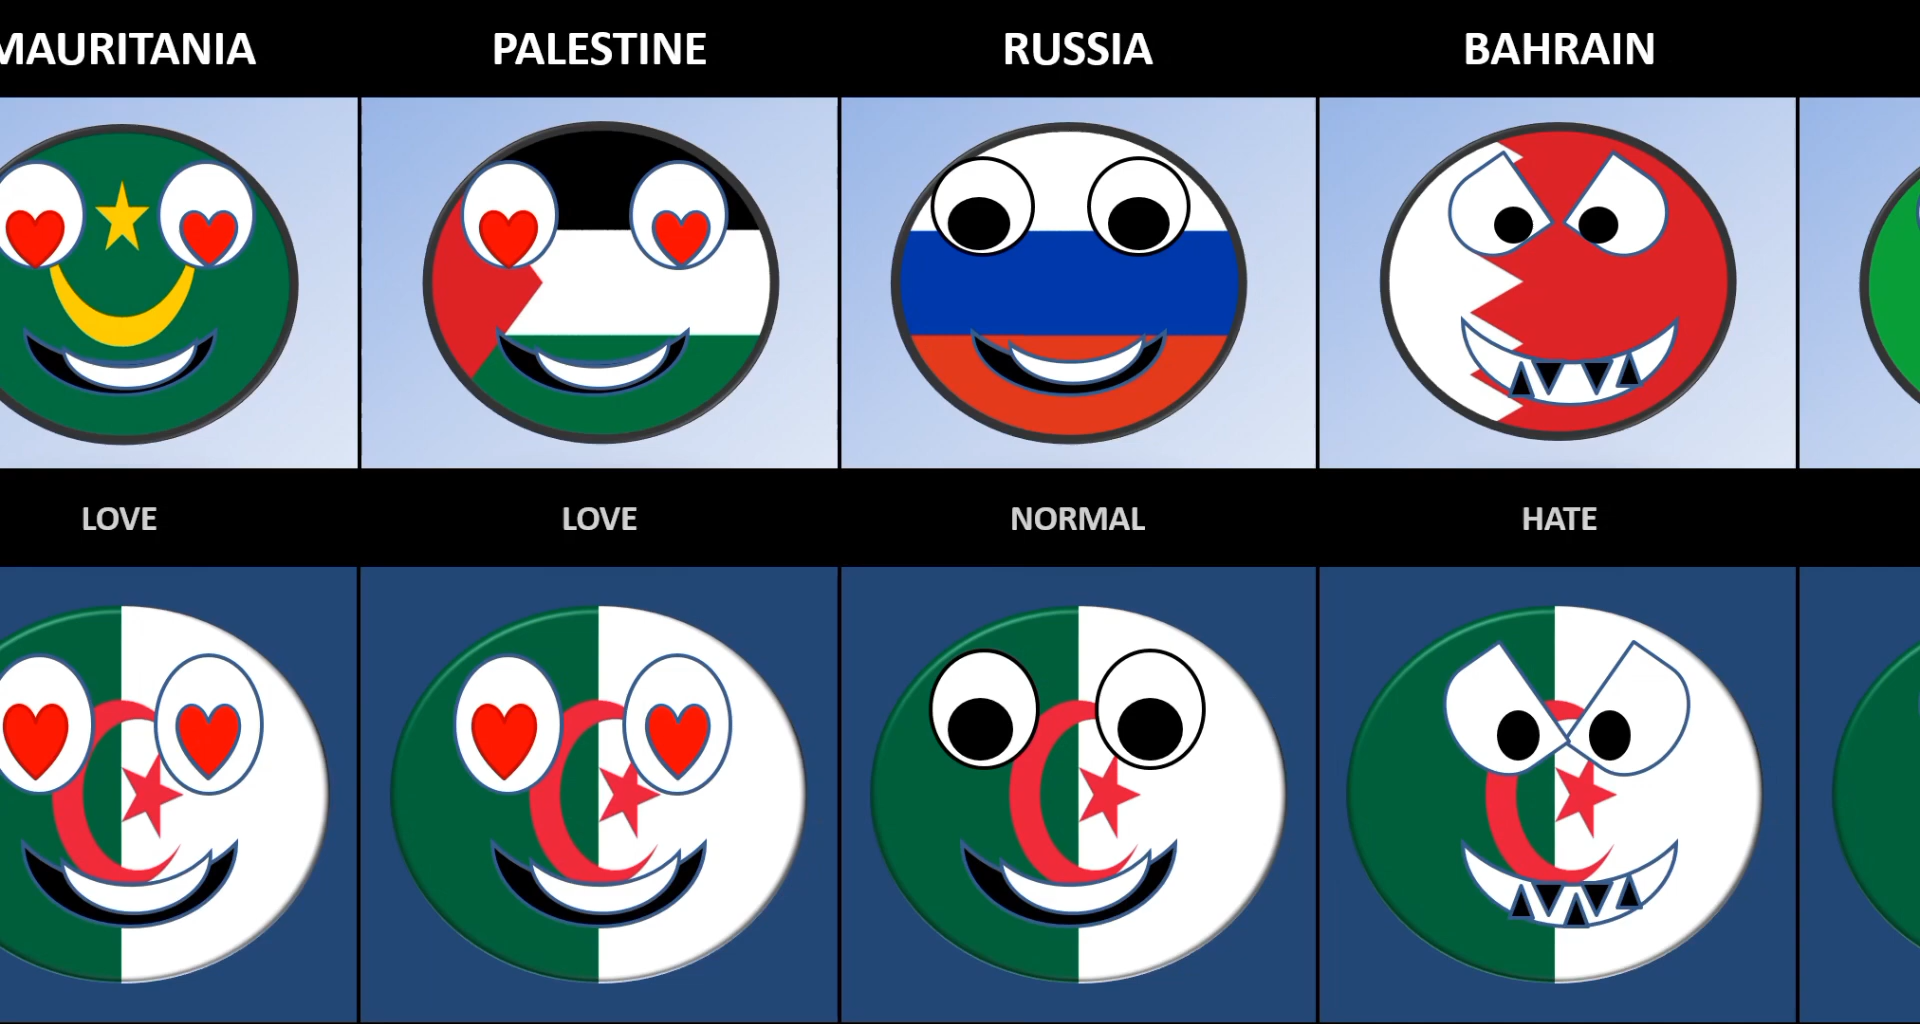 MAURITANIA
PALESTINE
RUSSIA
BAHRAIN
LOVE
LOVE
NORMAL
HATE